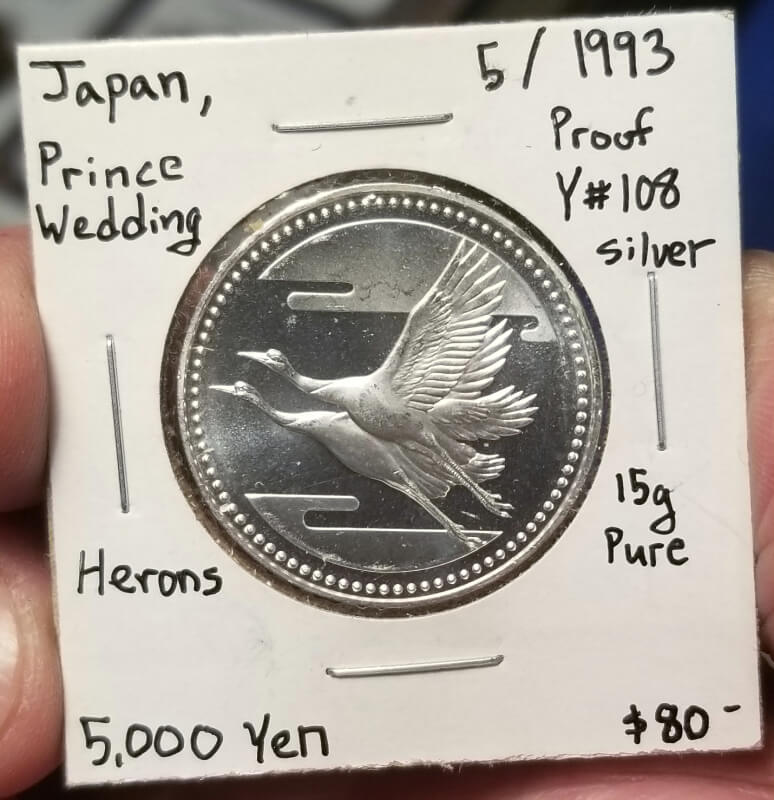 Japan,
Prince
Wedding
5/1993
Proof
Y#108
silver
15g
Pure
Herons
5,000 Yen
$80-